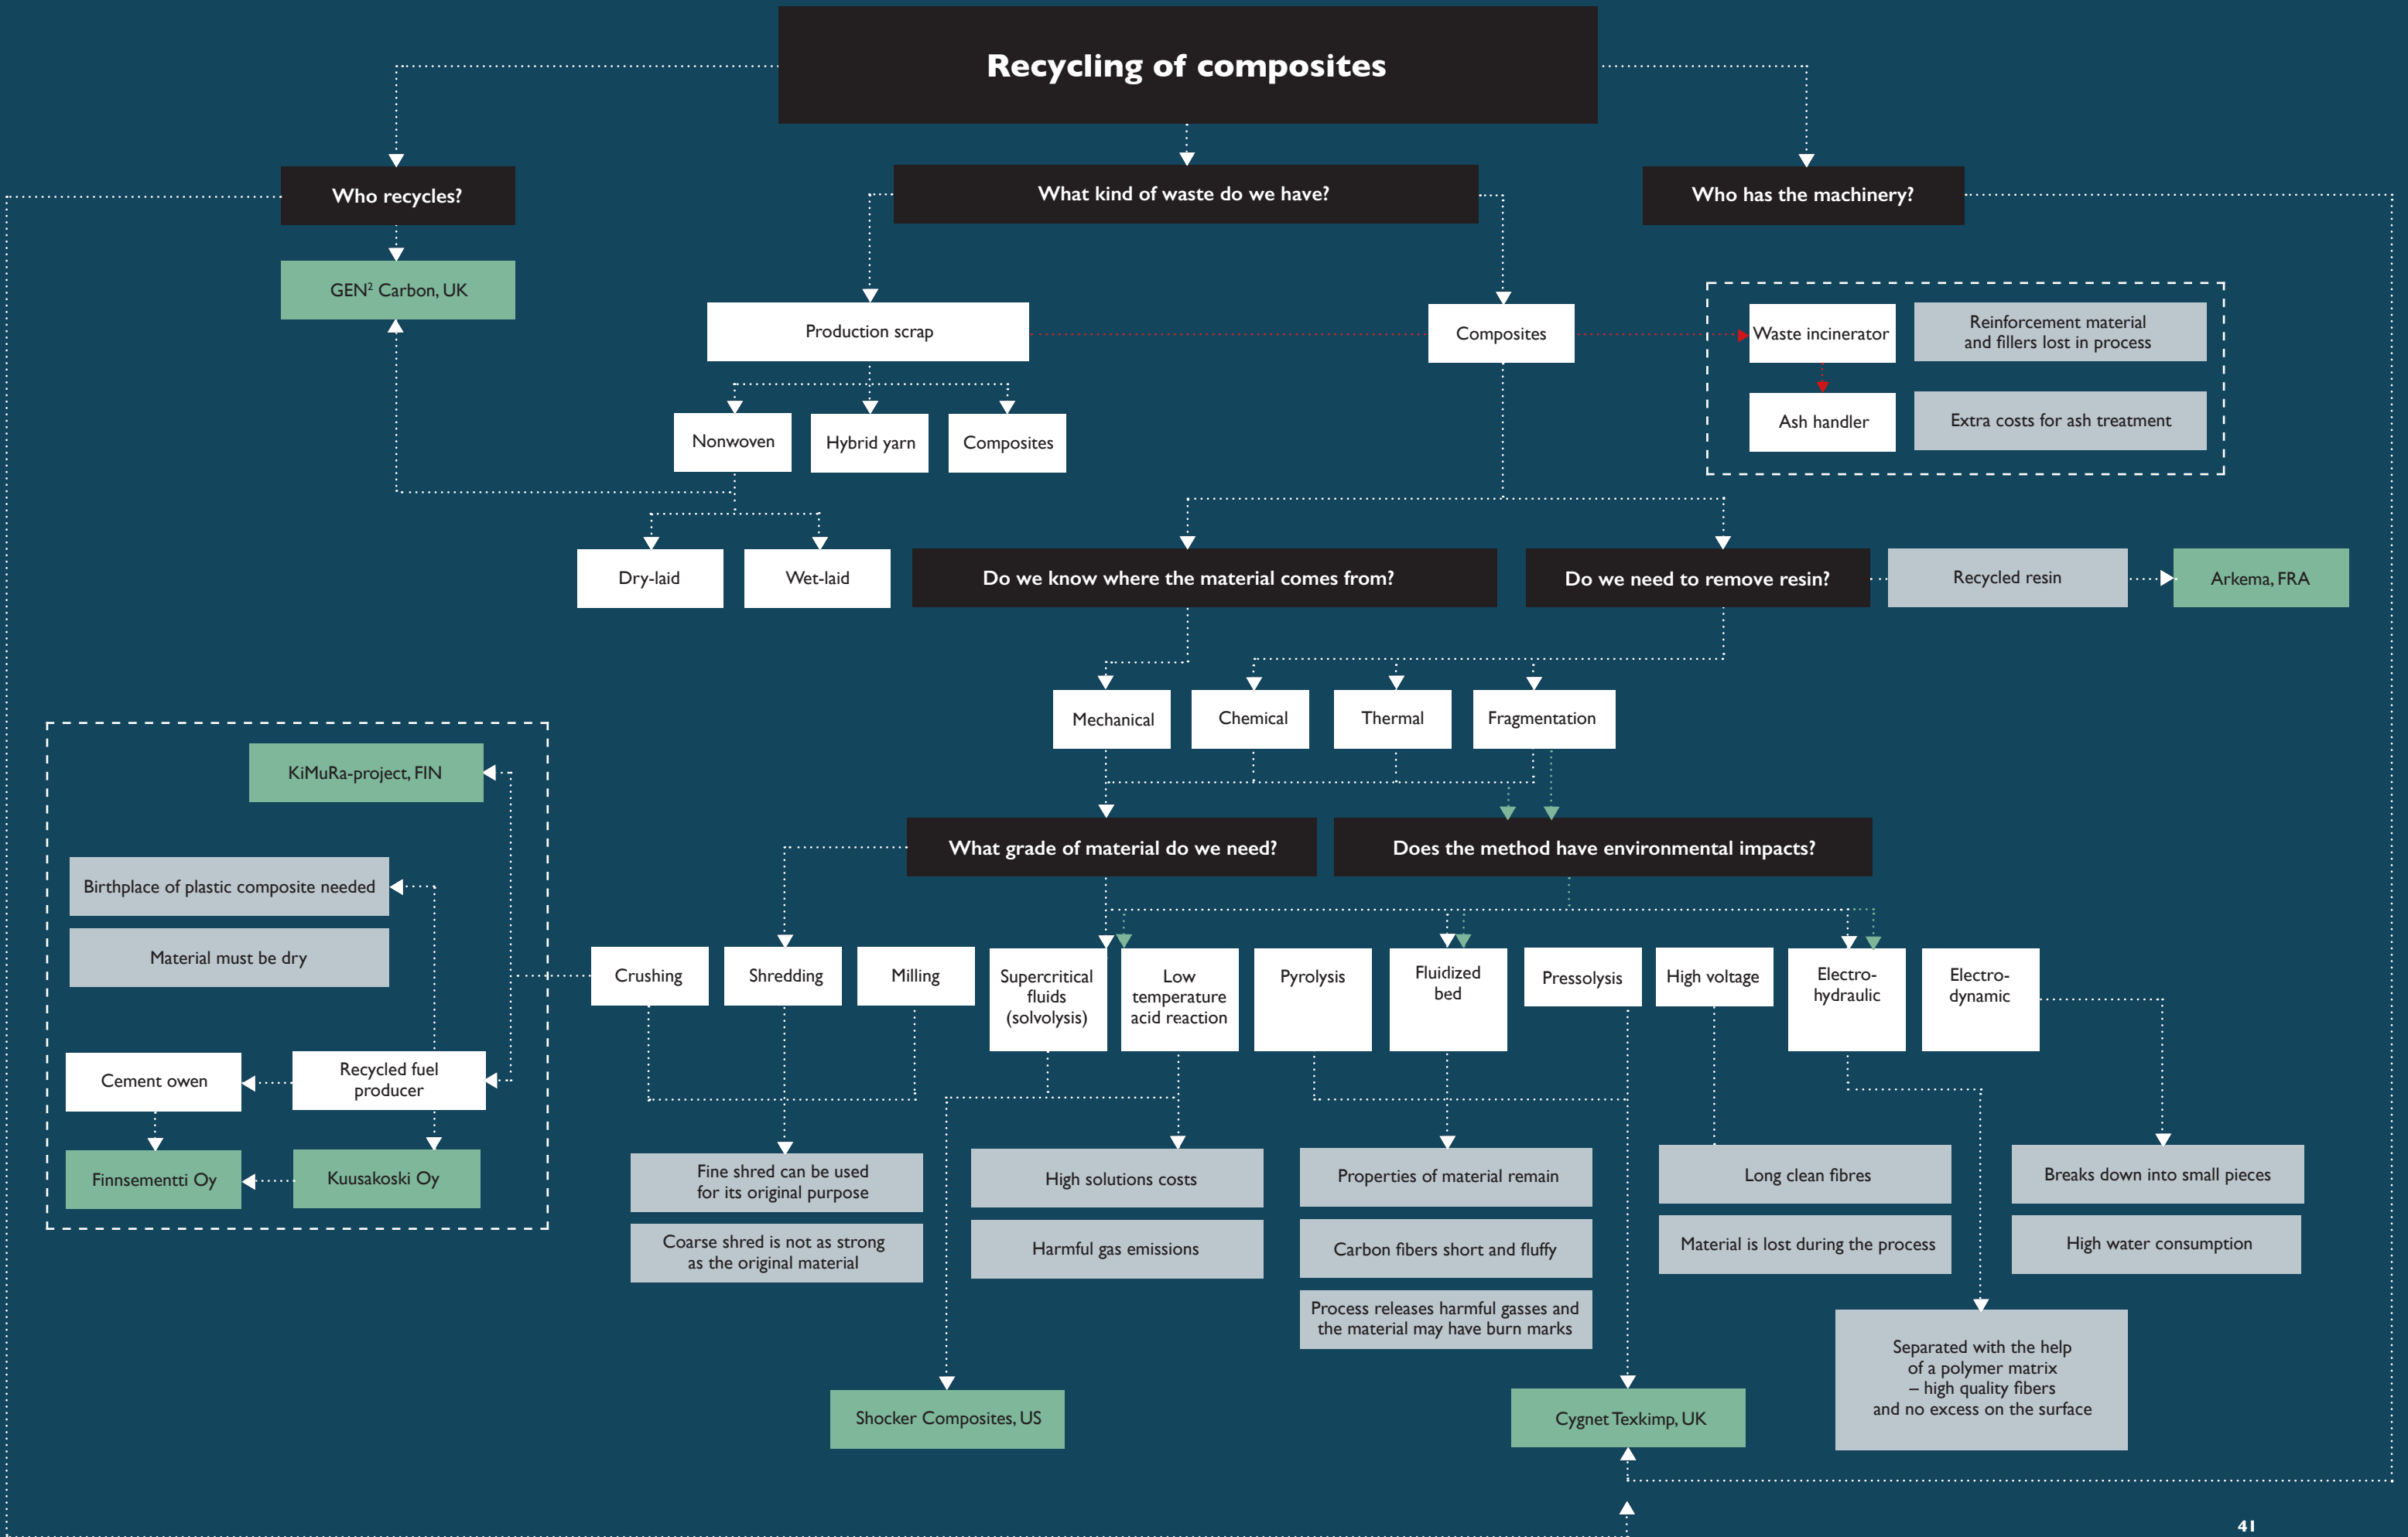 Recycling of composites
Who recycles?
What kind of waste do we have?
Who has the machinery?
GEN² Carbon, UK
Production scrap
Composites
Waste incinerator
Reinforcement material
and fillers lost in process
Ash handler
Extra costs for ash treatment
Nonwoven
Hybrid yarn
Composites
Dry-laid
Wet-laid
Do we know where the material comes from?
Do we need to remove resin?
Recycled resin
Arkema, FRA
Mechanical
Chemical
Thermal
Fragmentation
KiMuRa-project, FIN
What grade of material do we need?
Does the method have environmental impacts?
Birthplace of plastic composite needed
Material must be dry
Crushing
Shredding
Milling
Supercritical
fluids
(solvolysis)
Low
temperature
acid reaction
Pyrolysis
Fluidized
bed
Pressolysis
High voltage
Electro-
hydraulic
Electro-
dynamic
Cement owen
Recycled fuel
producer
Finnsementti Oy
Kuusakoski Oy
Fine shred can be used
for its original purpose
Coarse shred is not as strong
as the original material
High solutions costs
Harmful gas emissions
Properties of material remain
Carbon fibers short and fluffy
Process releases harmful gasses and
the material may have burn marks
Long clean fibres
Material is lost during the process
Breaks down into small pieces
High water consumption
Separated with the help
of a polymer matrix
– high quality fibers
and no excess on the surface
Shocker Composites, US
Cygnet Texkimp, UK
41